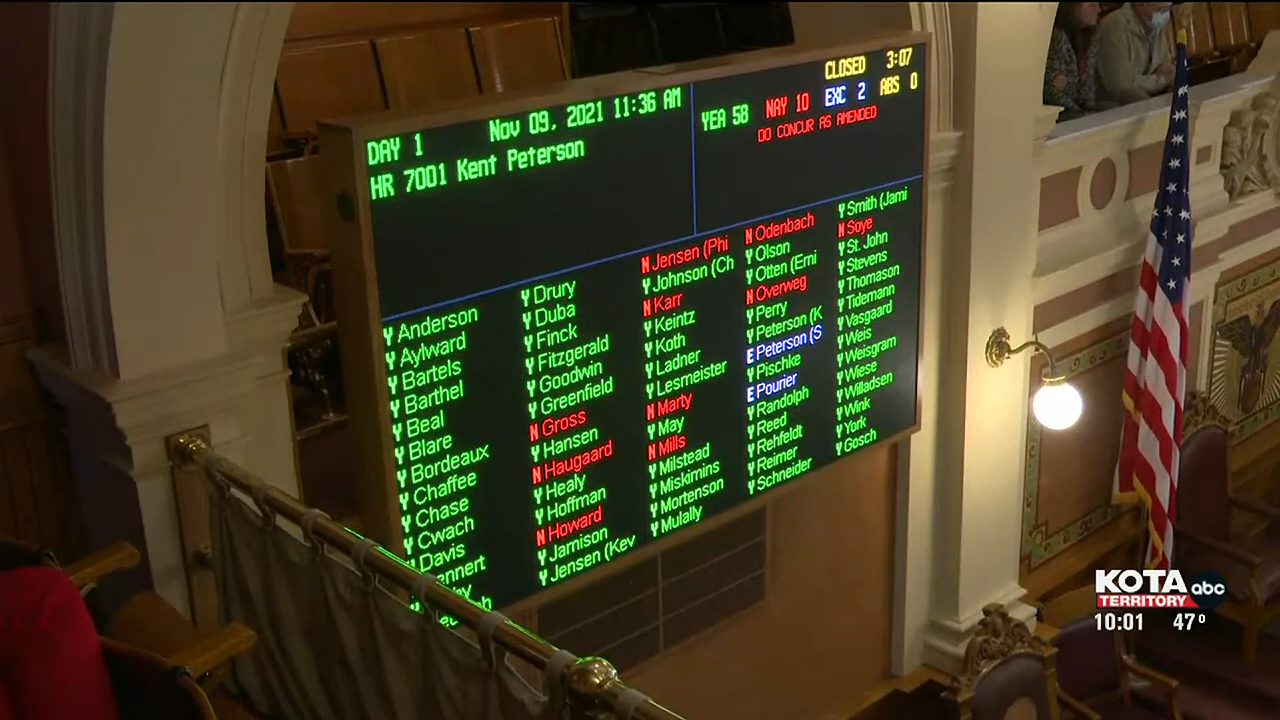 DAY 1 Nov 09, 2021 11:36 AM
HR 7001 Kent Peterson
CLOSED 3:07
YEA 58 NAY 10 EXC 2 ABS 0
DO CONCUR AS AMENDED
Y Anderson
Y Aylward
Y Bartels
Y Barthel
Y Beal
Y Blare
Y Bordeaux
Y Chaffee
Y Chase
Y Cwach
Y Davis
ennert
Y Drury
Y Duba
Y Finck
Y Fitzgerald
Y Goodwin
Y Greenfield
N Gross
Y Hansen
N Haugaard
Y Healy
Y Hoffman
N Howard
Y Jamison
Y Jensen (Kev
N Jensen (Phi
Y Johnson (Ch
N Karr
Y Keintz
Y Koth
Y Ladner
Y Lesmeister
N Marty
Y May
N Mills
Y Milstead
Y Miskimins
Y Mortenson
Y Mulally
N Odenbach
Y Olson
Y Otten (Erni
N Overweg
Y Perry
Y Peterson (K
E Peterson (S
Y Pischke
E Pourier
Y Randolph
Y Reed
Y Rehfeldt
Y Reimer
Y Schneider
Y Smith (Jami
N Soye
Y St. John
Y Stevens
Y Thomason
Y Tidemann
Y Vasgaard
Y Weis
Y Weisgram
Y Wiese
Y Willadsen
Y Wink
Y York
Y Gosch
KOTA abc
TERRITORY
10:01 47°